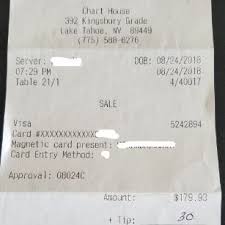 Chart House
392 Kingsbury Grade
Lake Tahoe, NV 89449
(775) 588-6276
Server: DOB: 08/24/2018
07:29 PM 08/24/2018
Table 21/1 4/40017
SALE
Visa 5242894
Card #XXXXXXXXXXXX
Magnetic card present:
Card Entry Method:
Approval: 08024C
Amount: $179.93
+ Tip: 30